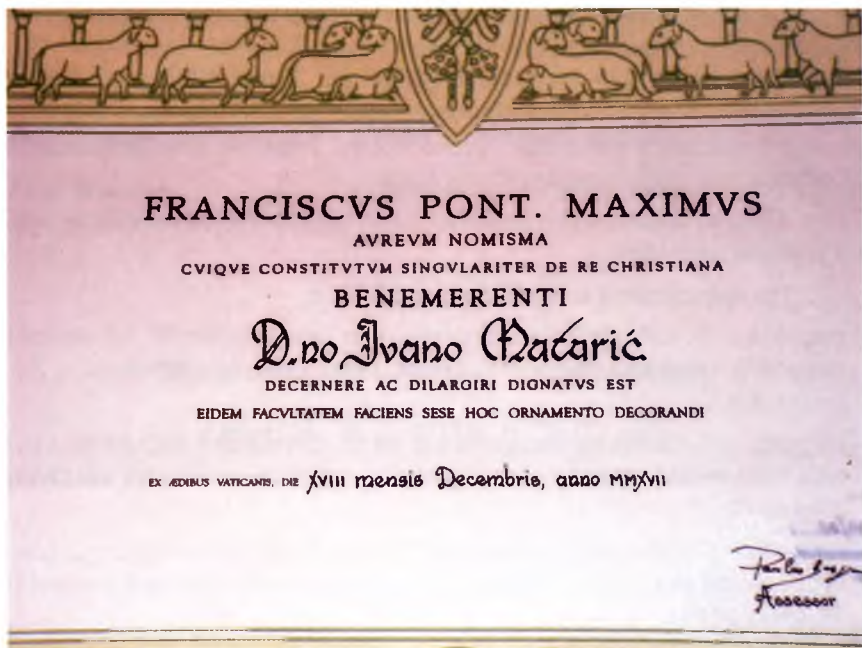 FRANCISCVS PONT. MAXIMVS
AVREVM NOMISMA
CVIQVE CONSTITVTVM SINGVLARITER DE RE CHRISTIANA
BENEMERENTI
D.no Ivano Maćarić
DECERNERE AC DILARGIRI DIGNATVS EST
EIDEM FACVLTATEM FACIENS SESE HOC ORNAMENTO DECORANDI
EX ÆDIBUS VATICANIS, DIE XVIII mensis Decembris, anno MMXVII
Assessor